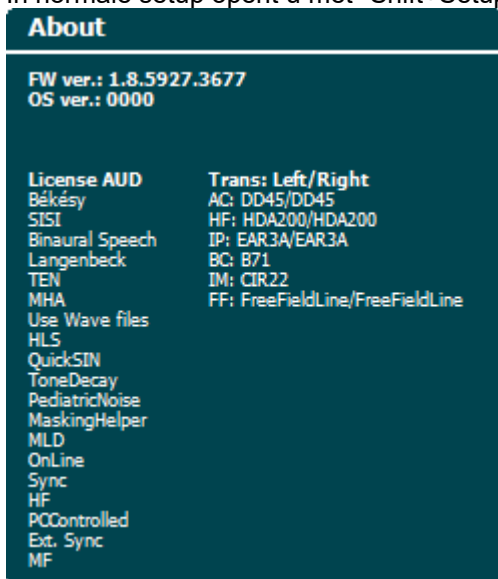 About
FW ver.: 1.8.5927.3677
OS ver.: 0000
License AUD
Békésy
SISI
Binaural Speech
Langenbeck
TEN
MHA
Use Wave files
HLS
QuickSIN
ToneDecay
PediatricNoise
MaskingHelper
MLD
OnLine
Sync
HF
PCControlled
Ext. Sync
MF
Trans: Left/Right
AC: DD45/DD45
HF: HDA200/HDA200
IP: EAR3A/EAR3A
BC: B71
IM: CIR22
FF: FreeFieldLine/FreeFieldLine